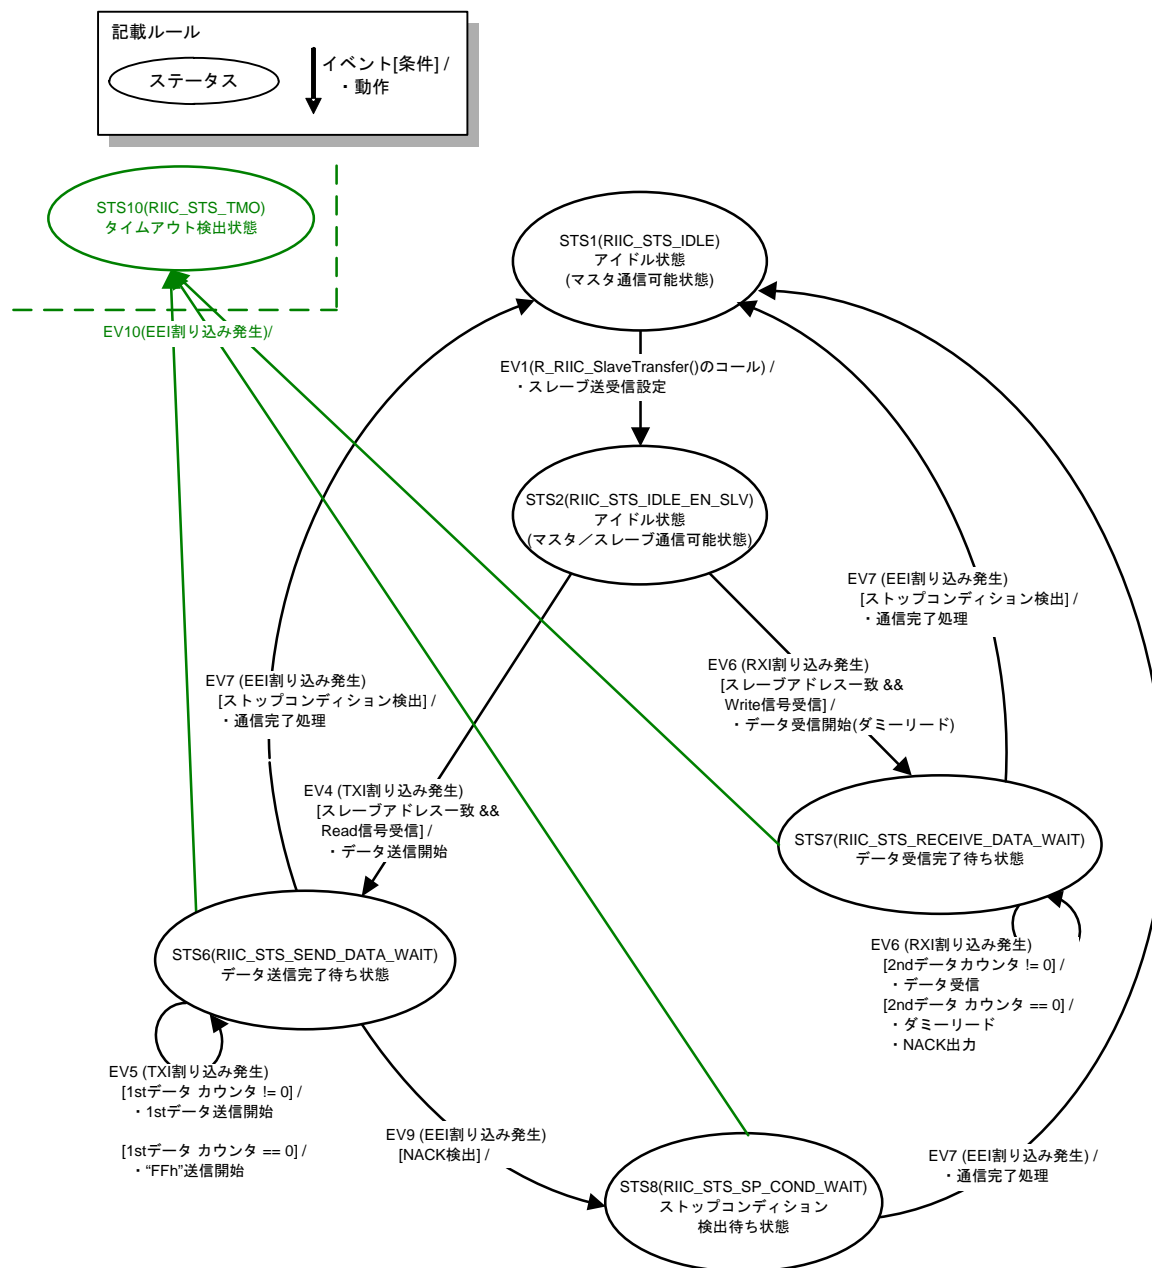 記載ルール
ステータス
イベント[条件] /
・動作
STS10(RIIC_STS_TMO)
タイムアウト検出状態
EV10(EEI割り込み発生)/
STS1(RIIC_STS_IDLE)
アイドル状態
(マスタ通信可能状態)
EV1(R_RIIC_SlaveTransfer()のコール) /
・スレーブ送受信設定
STS2(RIIC_STS_IDLE_EN_SLV)
アイドル状態
(マスタ／スレーブ通信可能状態)
EV7 (EEI割り込み発生)
[ストップコンディション検出] /
・通信完了処理
EV6 (RXI割り込み発生)
[スレーブアドレス一致 &&
Write信号受信] /
・データ受信開始(ダミーリード)
EV7 (EEI割り込み発生)
[ストップコンディション検出] /
・通信完了処理
EV4 (TXI割り込み発生)
[スレーブアドレス一致 &&
Read信号受信] /
・データ送信開始
STS7(RIIC_STS_RECEIVE_DATA_WAIT)
データ受信完了待ち状態
STS6(RIIC_STS_SEND_DATA_WAIT)
データ送信完了待ち状態
EV6 (RXI割り込み発生)
[2ndデータカウンタ != 0] /
・データ受信
[2ndデータ カウンタ == 0] /
・ダミーリード
・NACK出力
EV5 (TXI割り込み発生)
[1stデータ カウンタ != 0] /
・1stデータ送信開始
[1stデータ カウンタ == 0] /
・“FFh”送信開始
EV9 (EEI割り込み発生)
[NACK検出] /
EV7 (EEI割り込み発生) /
・通信完了処理
STS8(RIIC_STS_SP_COND_WAIT)
ストップコンディション
検出待ち状態